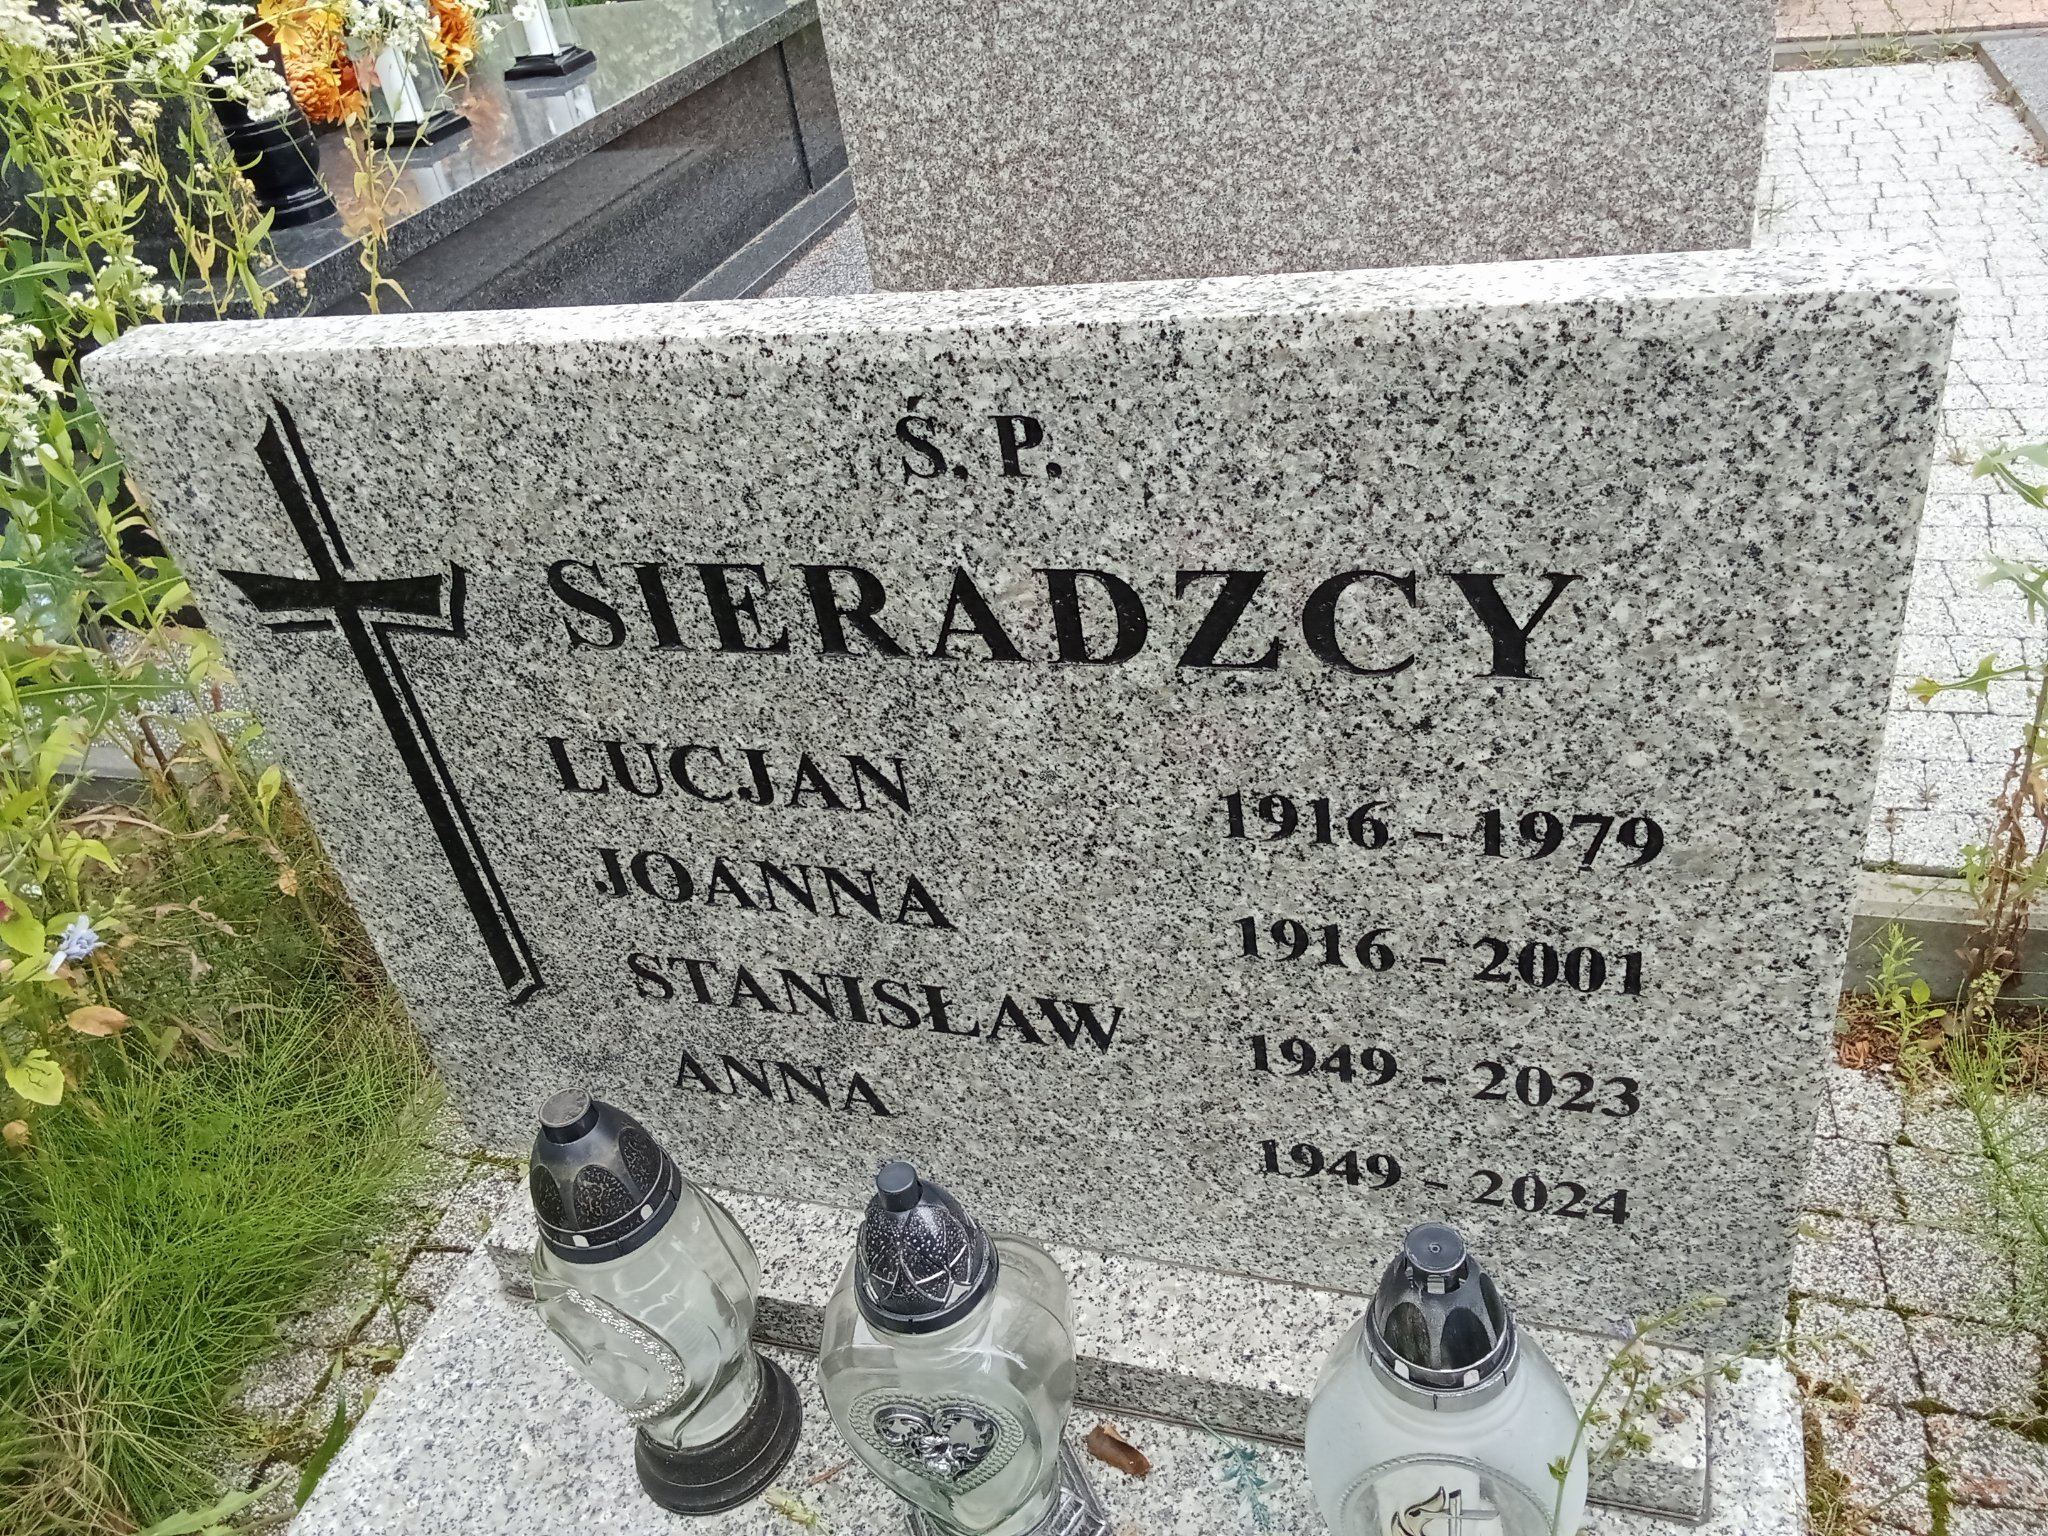 Ś. P.
SIERADZCY
LUCJAN 1916 - 1979
JOANNA 1916 - 2001
STANISŁAW 1949 - 2023
ANNA 1949 - 2024